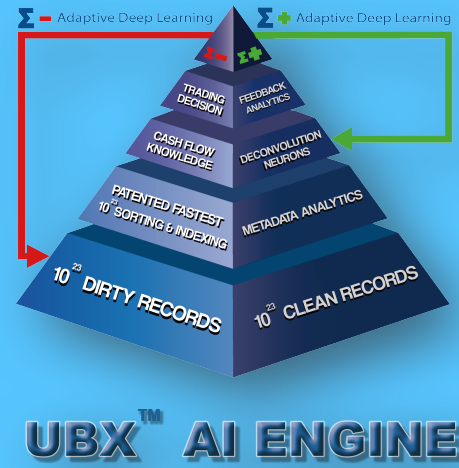 Σ - Adaptive Deep Learning
Σ + Adaptive Deep Learning
Σ -
Σ +
TRADING
DECISION
FEEDBACK
ANALYTICS
CASH FLOW
KNOWLEDGE
DECONVOLUTION
NEURONS
PATENTED FASTEST
10²³ SORTING & INDEXING
METADATA ANALYTICS
10²³ DIRTY RECORDS
10²³ CLEAN RECORDS
UBX™ AI ENGINE